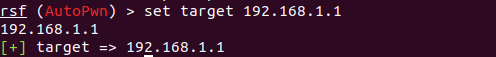 rsf (AutoPwn) > set target 192.168.1.1
192.168.1.1
[+] target => 192.168.1.1